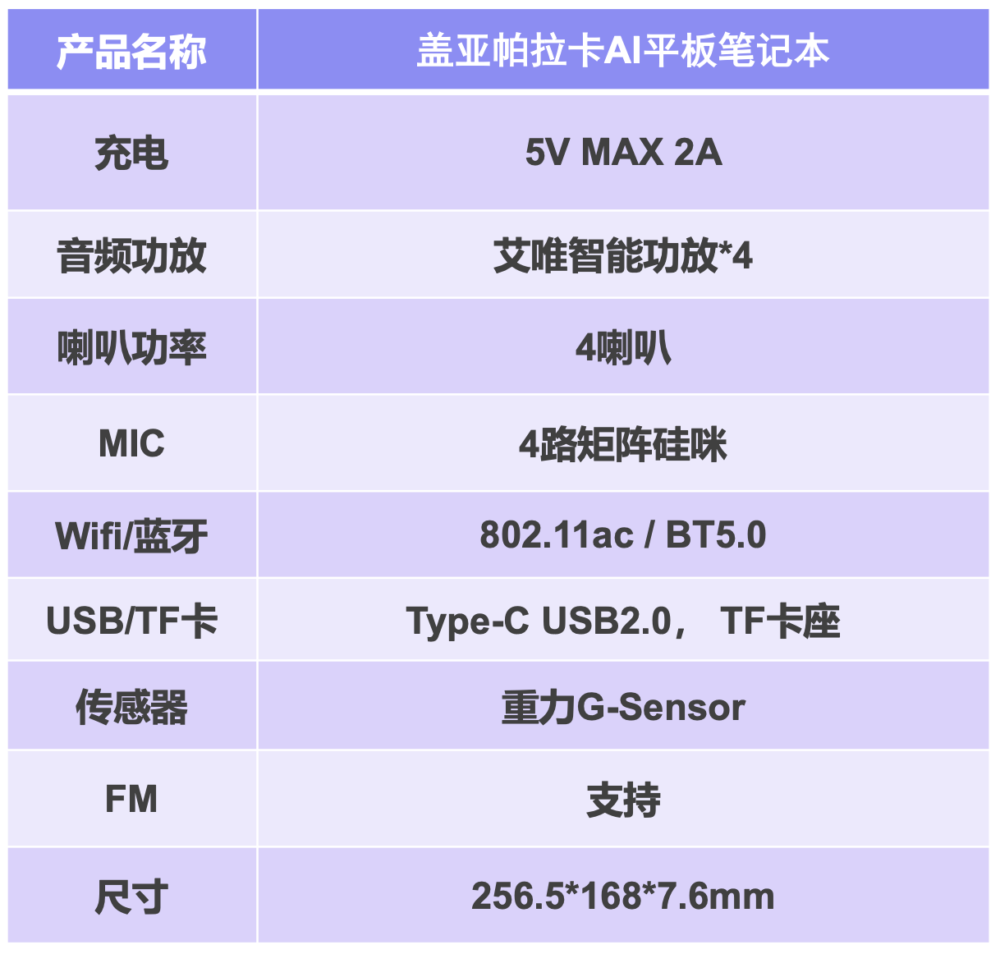 产品名称 盖亚帕拉卡AI平板笔记本
充电 5V MAX 2A
音频功放 艾唯智能功放*4
喇叭功率 4喇叭
MIC 4路矩阵硅咪
Wifi/蓝牙 802.11ac / BT5.0
USB/TF卡 Type-C USB2.0， TF卡座
传感器 重力G-Sensor
FM 支持
尺寸 256.5*168*7.6mm